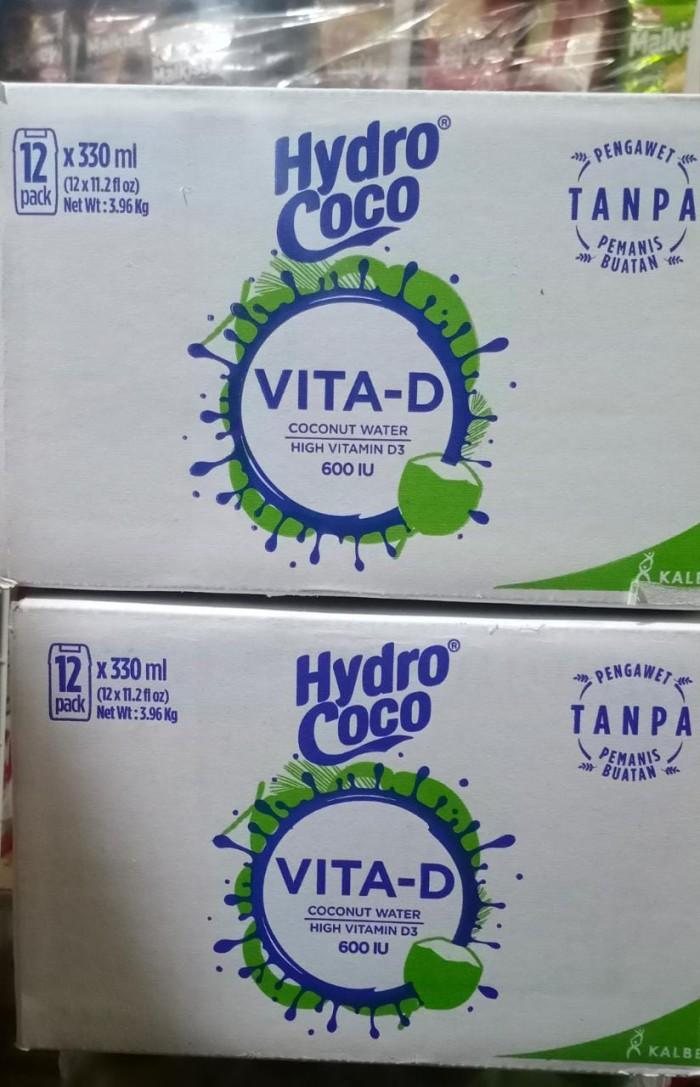 Malkist
12
pack
x 330 ml
(12 x 11.2 fl oz)
Net Wt : 3.96 Kg
Hydro
Coco®
PENGAWET
TANPA
PEMANIS
BUATAN
VITA-D
COCONUT WATER
HIGH VITAMIN D3
600 IU
KALB
12
pack
x 330 ml
(12 x 11.2 fl oz)
Net Wt : 3.96 Kg
Hydro
Coco®
PENGAWET
TANPA
PEMANIS
BUATAN
VITA-D
COCONUT WATER
HIGH VITAMIN D3
600 IU
KALBE